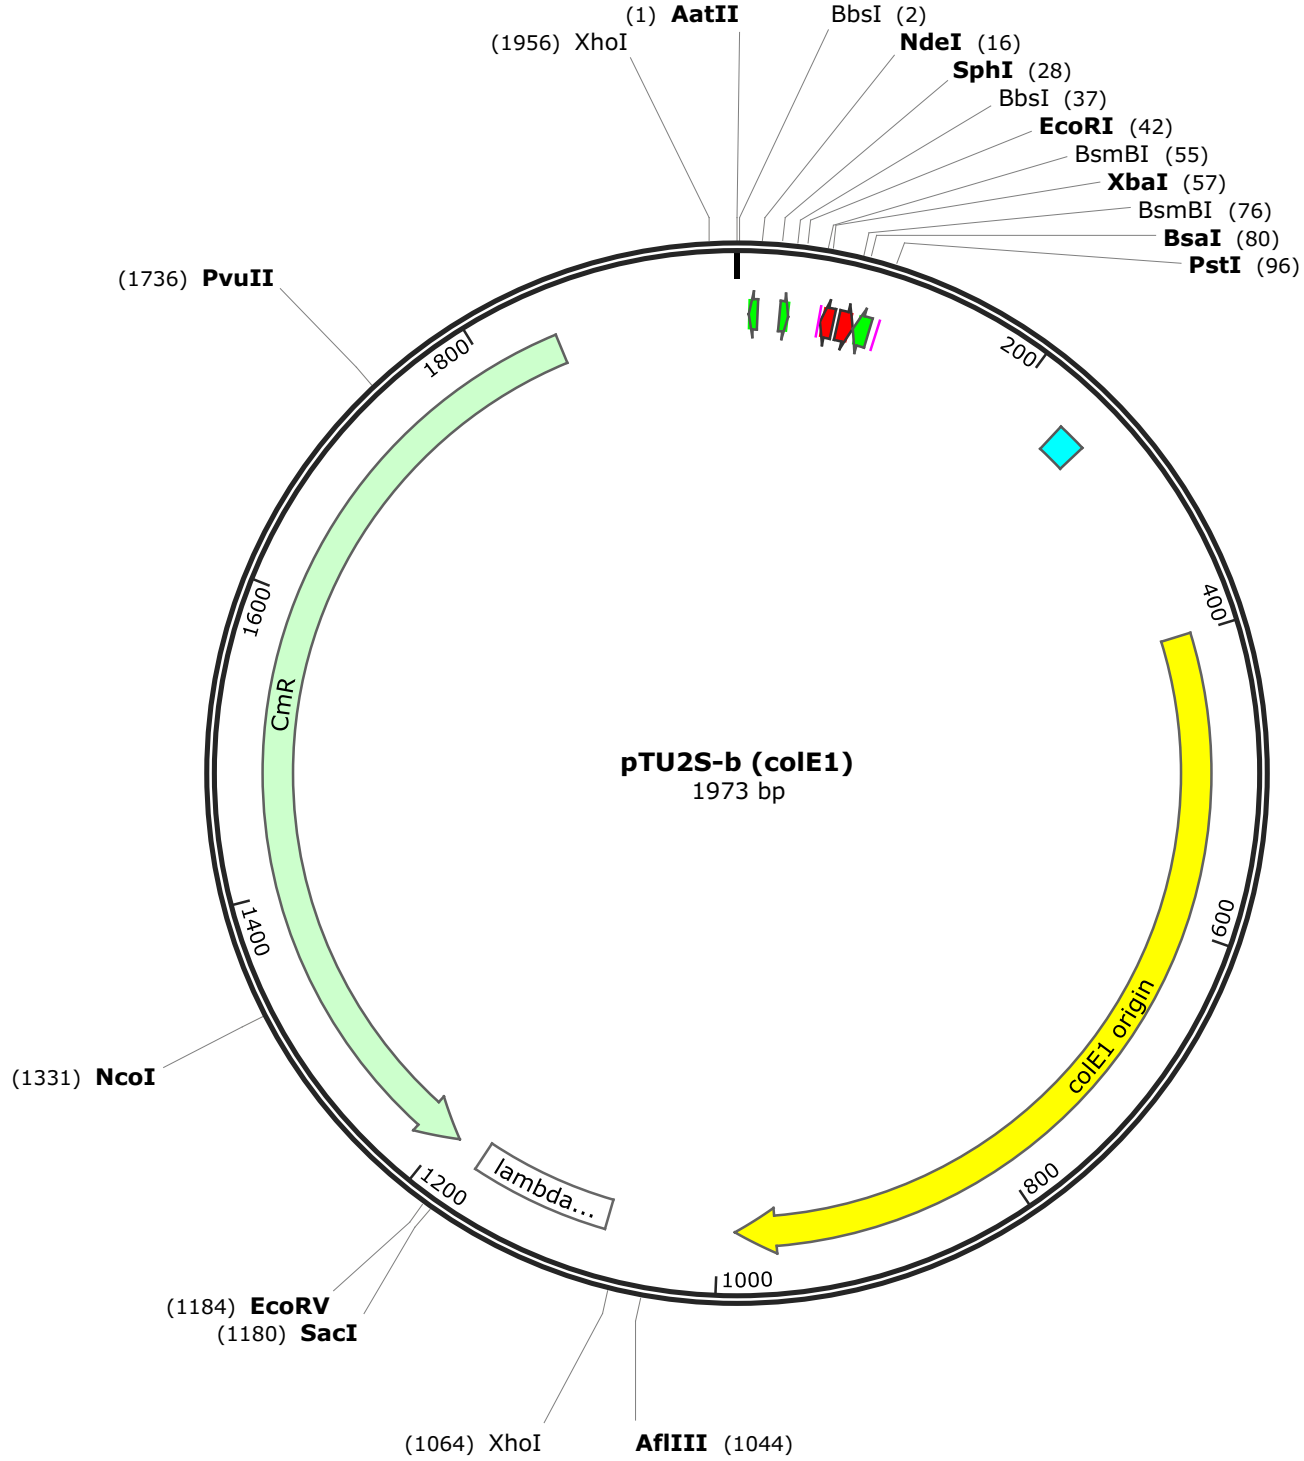 (1) AatII
BbsI (2)
(1956) XhoI
NdeI (16)
SphI (28)
BbsI (37)
EcoRI (42)
BsmBI (55)
XbaI (57)
BsmBI (76)
BsaI (80)
PstI (96)
(1736) PvuII
1800
200
400
1600
CmR
pTU2S-b (colE1)
1973 bp
1400
600
colE1 origin
(1331) NcoI
lambda...
1200
800
1000
(1184) EcoRV
(1180) SacI
(1064) XhoI
AflIII (1044)